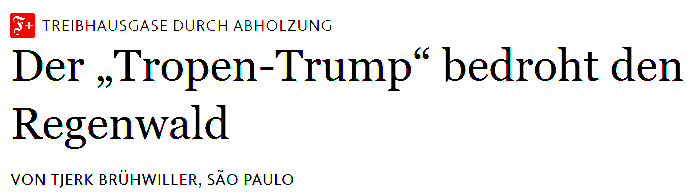 F+ TREIBHAUSGASE DURCH ABHOLZUNG
Der „Tropen-Trump“ bedroht den
Regenwald
VON TJERK BRÜHWILLER, SÃO PAULO